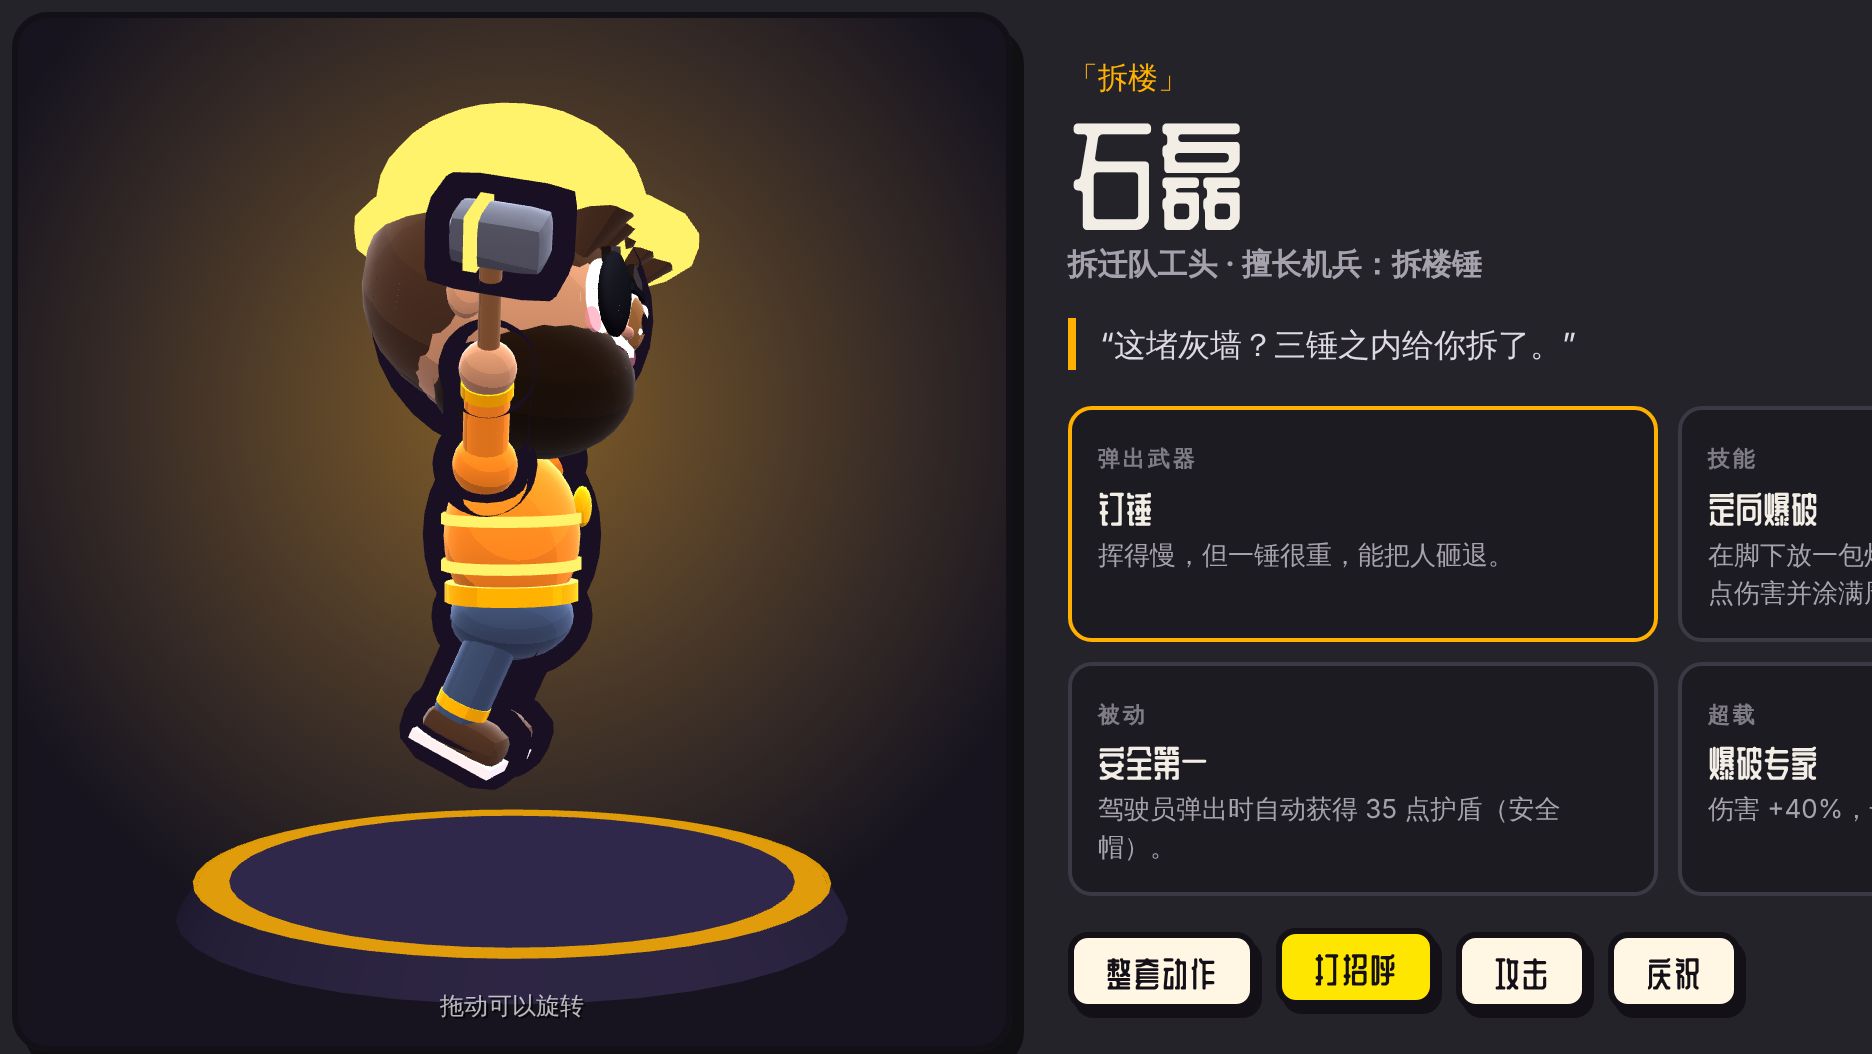 「拆楼」
石磊
拆迁队工头 · 擅长机兵：拆楼锤
“这堵灰墙？三锤之内给你拆了。”
弹出武器
钉锤
挥得慢，但一锤很重，能把人砸退。
技能
定向爆破
在脚下放一包
点伤害并涂满
被动
安全第一
驾驶员弹出时自动获得 35 点护盾（安全
帽）。
超载
爆破专家
伤害 +40%，
整套动作
打招呼
攻击
庆祝
拖动可以旋转